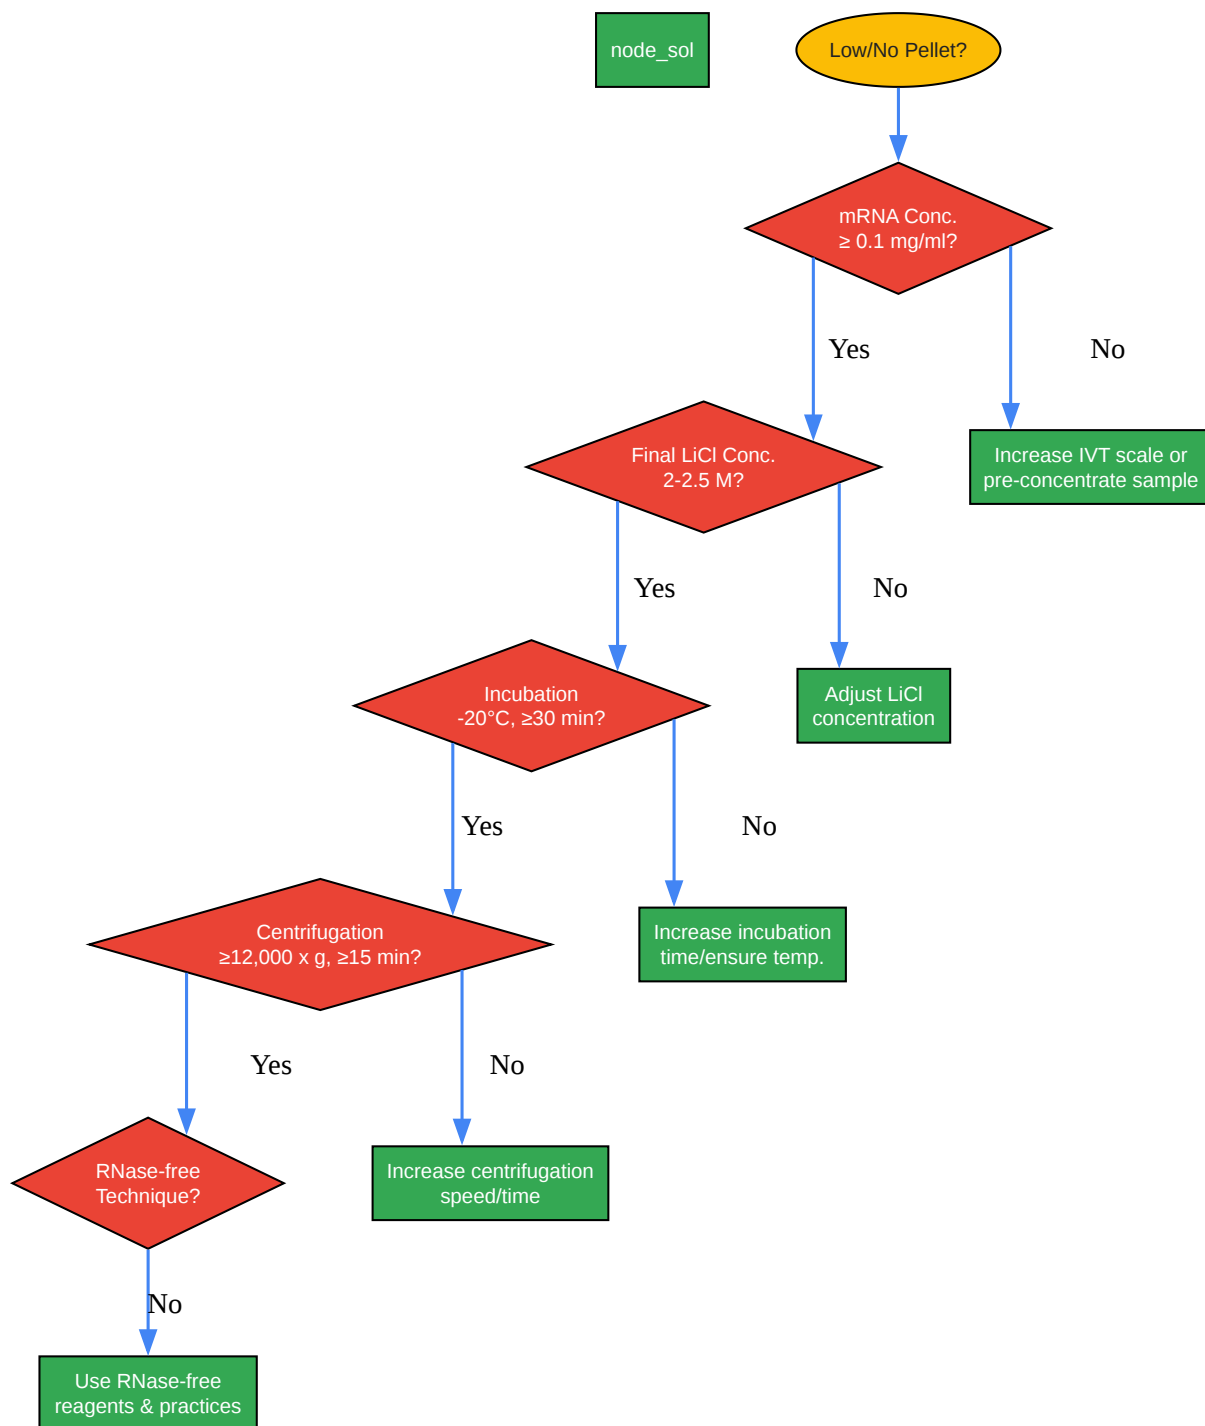 node_sol
Low/No Pellet?
mRNA Conc.
≥ 0.1 mg/ml?
Yes
No
Final LiCl Conc.
2-2.5 M?
Increase IVT scale or
pre-concentrate sample
Yes
No
Incubation
-20°C, ≥30 min?
Adjust LiCl
concentration
Yes
No
Centrifugation
≥12,000 x g, ≥15 min?
Increase incubation
time/ensure temp.
Yes
No
RNase-free
Technique?
Increase centrifugation
speed/time
No
Use RNase-free
reagents & practices